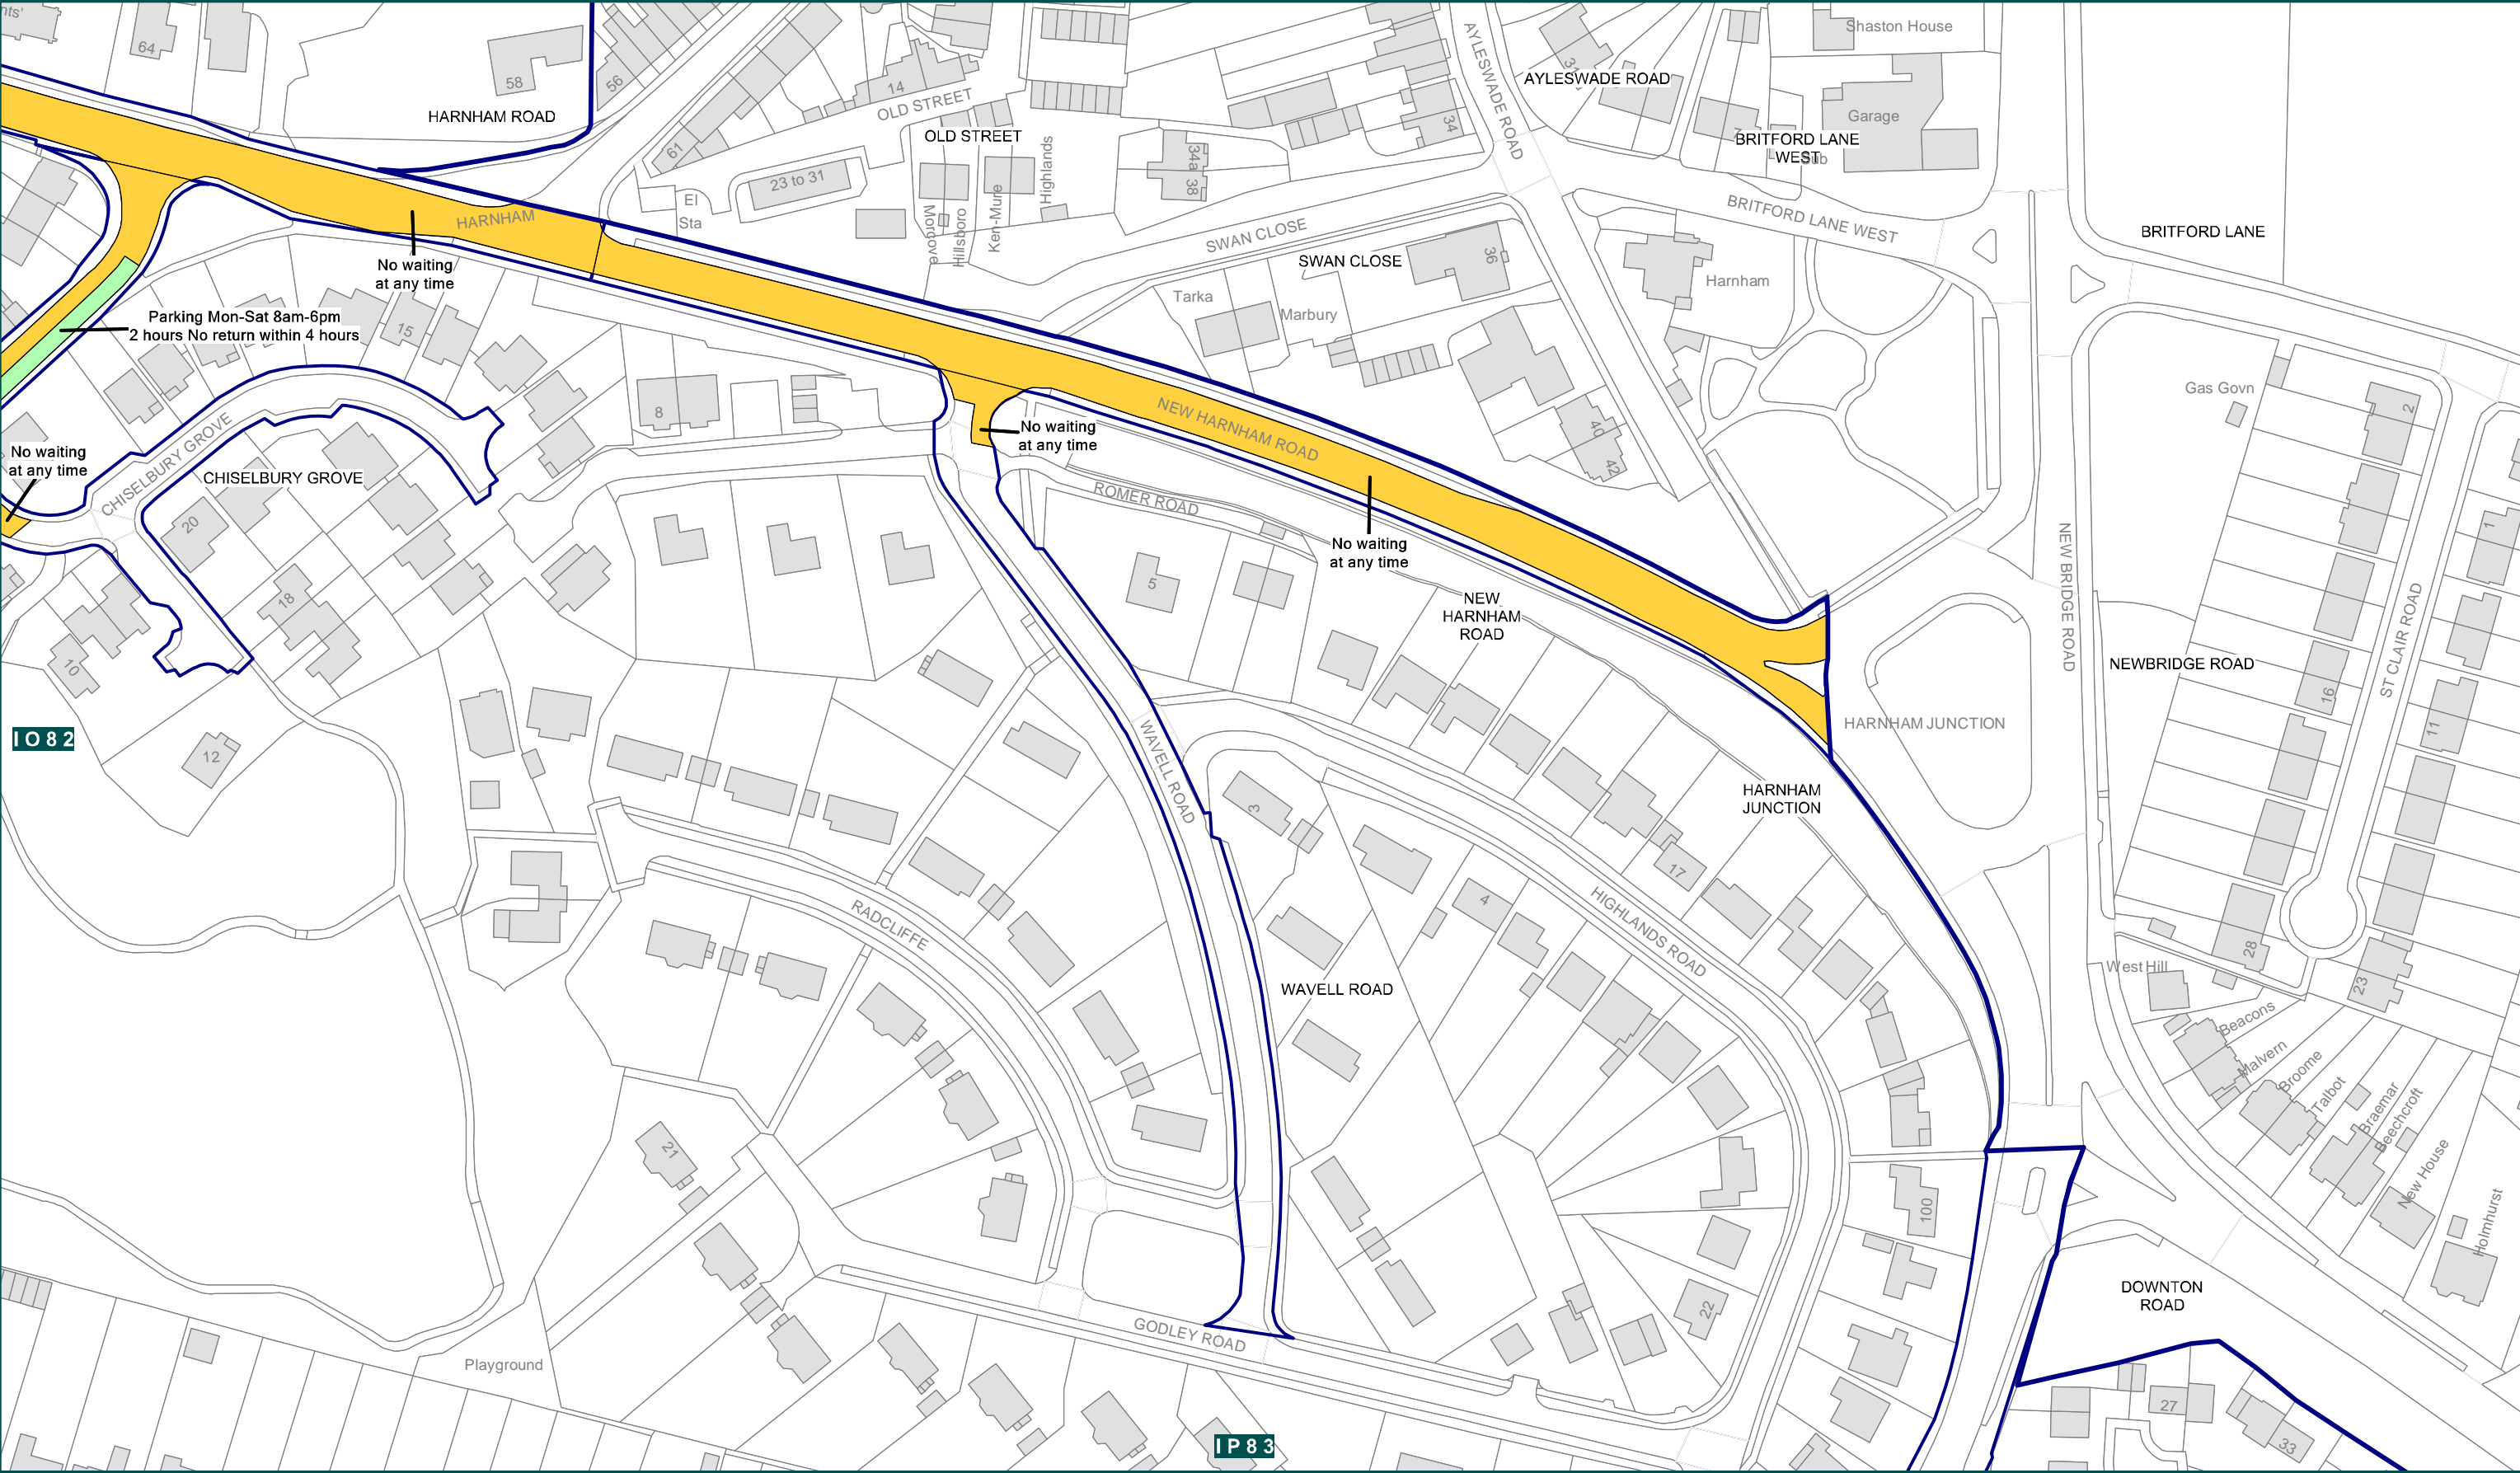 nts'
64
58
56
14
OLD STREET
HARNHAM ROAD
OLD STREET
61
23 to 31
El
Sta
Morcove
Hillsboro
Ken-Mure
Highlands
34a
38
34
AYLESWADE ROAD
31
AYLESWADE ROAD
Shaston House
Garage
7
BRITFORD LANE
WEST
Sub
BRITFORD LANE WEST
BRITFORD LANE
HARNHAM
SWAN CLOSE
SWAN CLOSE
36
Harnham
Tarka
Marbury
No waiting
at any time
Parking Mon-Sat 8am-6pm
2 hours No return within 4 hours
15
8
NEW HARNHAM ROAD
40
42
Gas Govn
2
1
No waiting
at any time
No waiting
at any time
CHISELBURY GROVE
CHISELBURY GROVE
20
18
10
12
ROMER ROAD
5
No waiting
at any time
NEW
HARNHAM
ROAD
NEW BRIDGE ROAD
NEWBRIDGE ROAD
ST CLAIR ROAD
16
11
28
23
HARNHAM JUNCTION
HARNHAM
JUNCTION
IO82
WAVELL ROAD
3
4
17
HIGHLANDS ROAD
RADCLIFFE
WAVELL ROAD
West Hill
Beacons
Malvern
Broome
Talbot
Braemar
Beechcroft
New House
Holmhurst
21
100
22
GODLEY ROAD
DOWNTON
ROAD
Playground
27
33
IP83